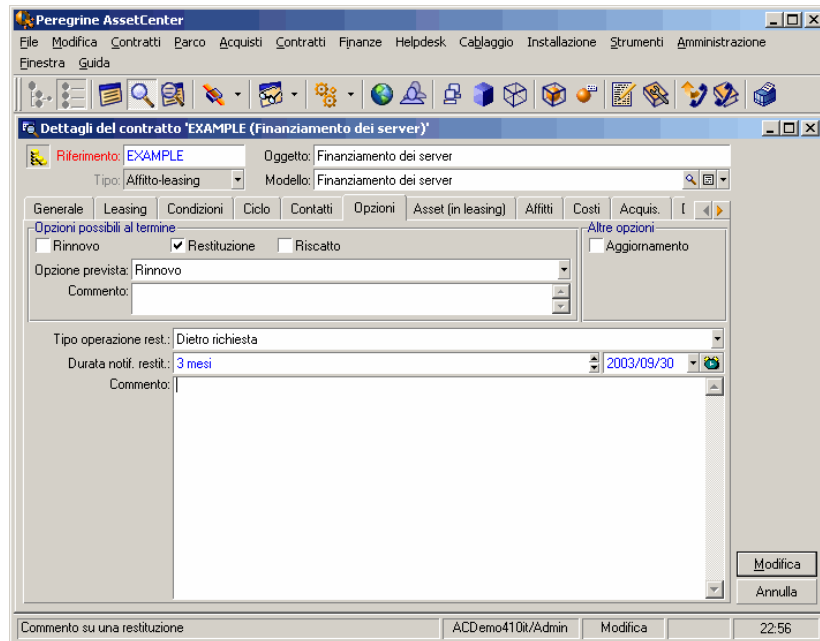 Peregrine AssetCenter
File Modifica Contratti Parco Acquisti Contratti Finanze Helpdesk Cablaggio Installazione Strumenti Amministrazione
Finestra Guida
Dettagli del contratto 'EXAMPLE (Finanziamento dei server)'
Riferimento: EXAMPLE Oggetto: Finanziamento dei server
Tipo: Affitto-leasing Modello: Finanziamento dei server
Generale Leasing Condizioni Ciclo Contatti Opzioni Asset (in leasing) Affitti Costi Acquis.
Opzioni possibili al termine Altre opzioni
Rinnovo Restituzione Riscatto Aggiornamento
Opzione prevista: Rinnovo
Commento:
Tipo operazione rest.: Dietro richiesta
Durata notif. restit.: 3 mesi 2003/09/30
Commento:
Modifica
Annulla
Commento su una restituzione ACDemo410it/Admin Modifica 22:56